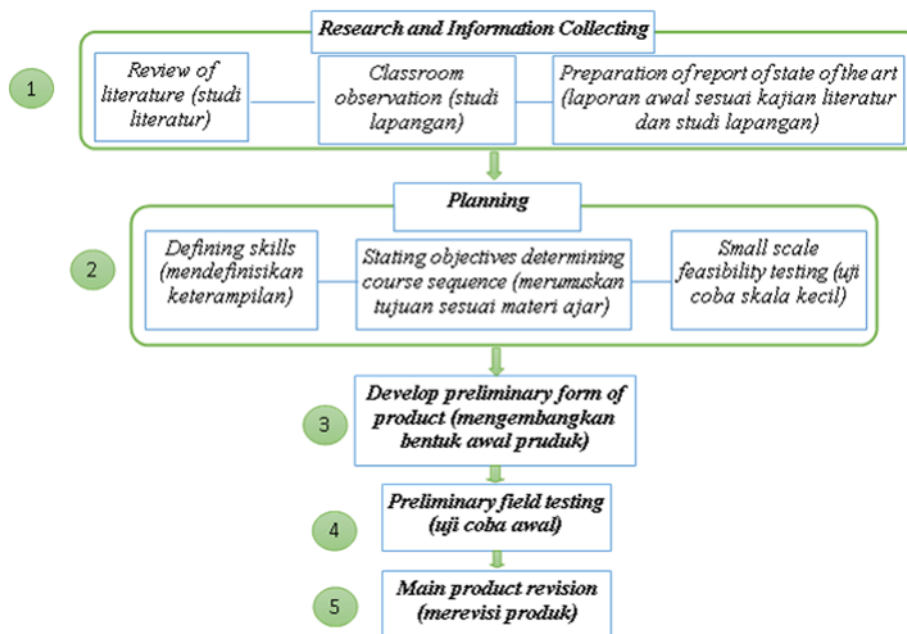 Research and Information Collecting
1
Review of
literature (studi
literatur)
Classroom
observation (studi
lapangan)
Preparation of report of state of the art
(laporan awal sesuai kajian literatur
dan studi lapangan)
Planning
2
Defining skills
(mendefinisikan
keterampilan)
Stating objectives determining
course sequence (merumuskan
tujuan sesuai materi ajar)
Small scale
feasibility testing (uji
coba skala kecil)
3
Develop preliminary form of
product (mengembangkan
bentuk awal pruduk)
4
Preliminary field testing
(uji coba awal)
5
Main product revision
(merevisi produk)